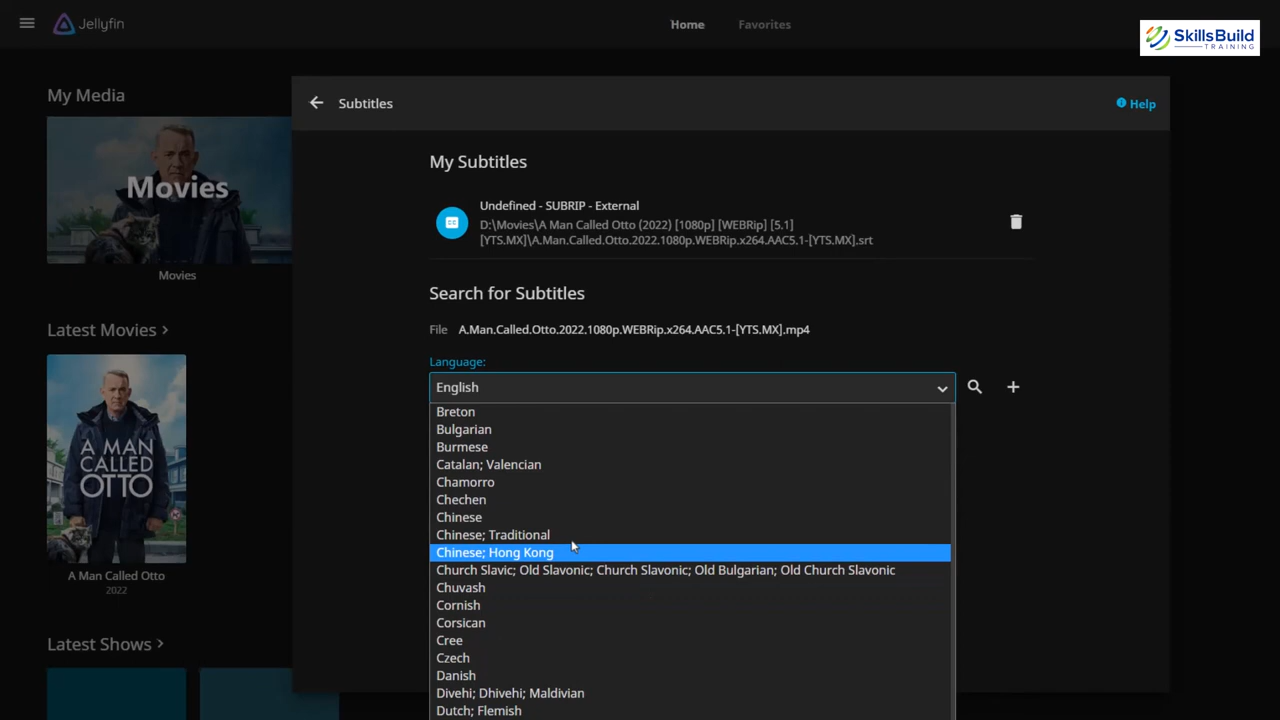 Jellyfin
Home
Favorites
SkillsBuild
TRAINING
My Media
Movies
Movies
Latest Movies
A MAN
CALLED
OTTO
A Man Called Otto
2022
Latest Shows
Subtitles
Help
My Subtitles
Undefined - SUBRIP - External
D:\Movies\A Man Called Otto (2022) [1080p] [WEBRip] [5.1]
[YTS.MX]\A.Man.Called.Otto.2022.1080p.WEBRip.x264.AAC5.1-[YTS.MX].srt
Search for Subtitles
File A.Man.Called.Otto.2022.1080p.WEBRip.x264.AAC5.1-[YTS.MX].mp4
Language:
English
Breton
Bulgarian
Burmese
Catalan; Valencian
Chamorro
Chechen
Chinese
Chinese; Traditional
Chinese; Hong Kong
Church Slavic; Old Slavonic; Church Slavonic; Old Bulgarian; Old Church Slavonic
Chuvash
Cornish
Corsican
Cree
Czech
Danish
Divehi; Dhivehi; Maldivian
Dutch; Flemish